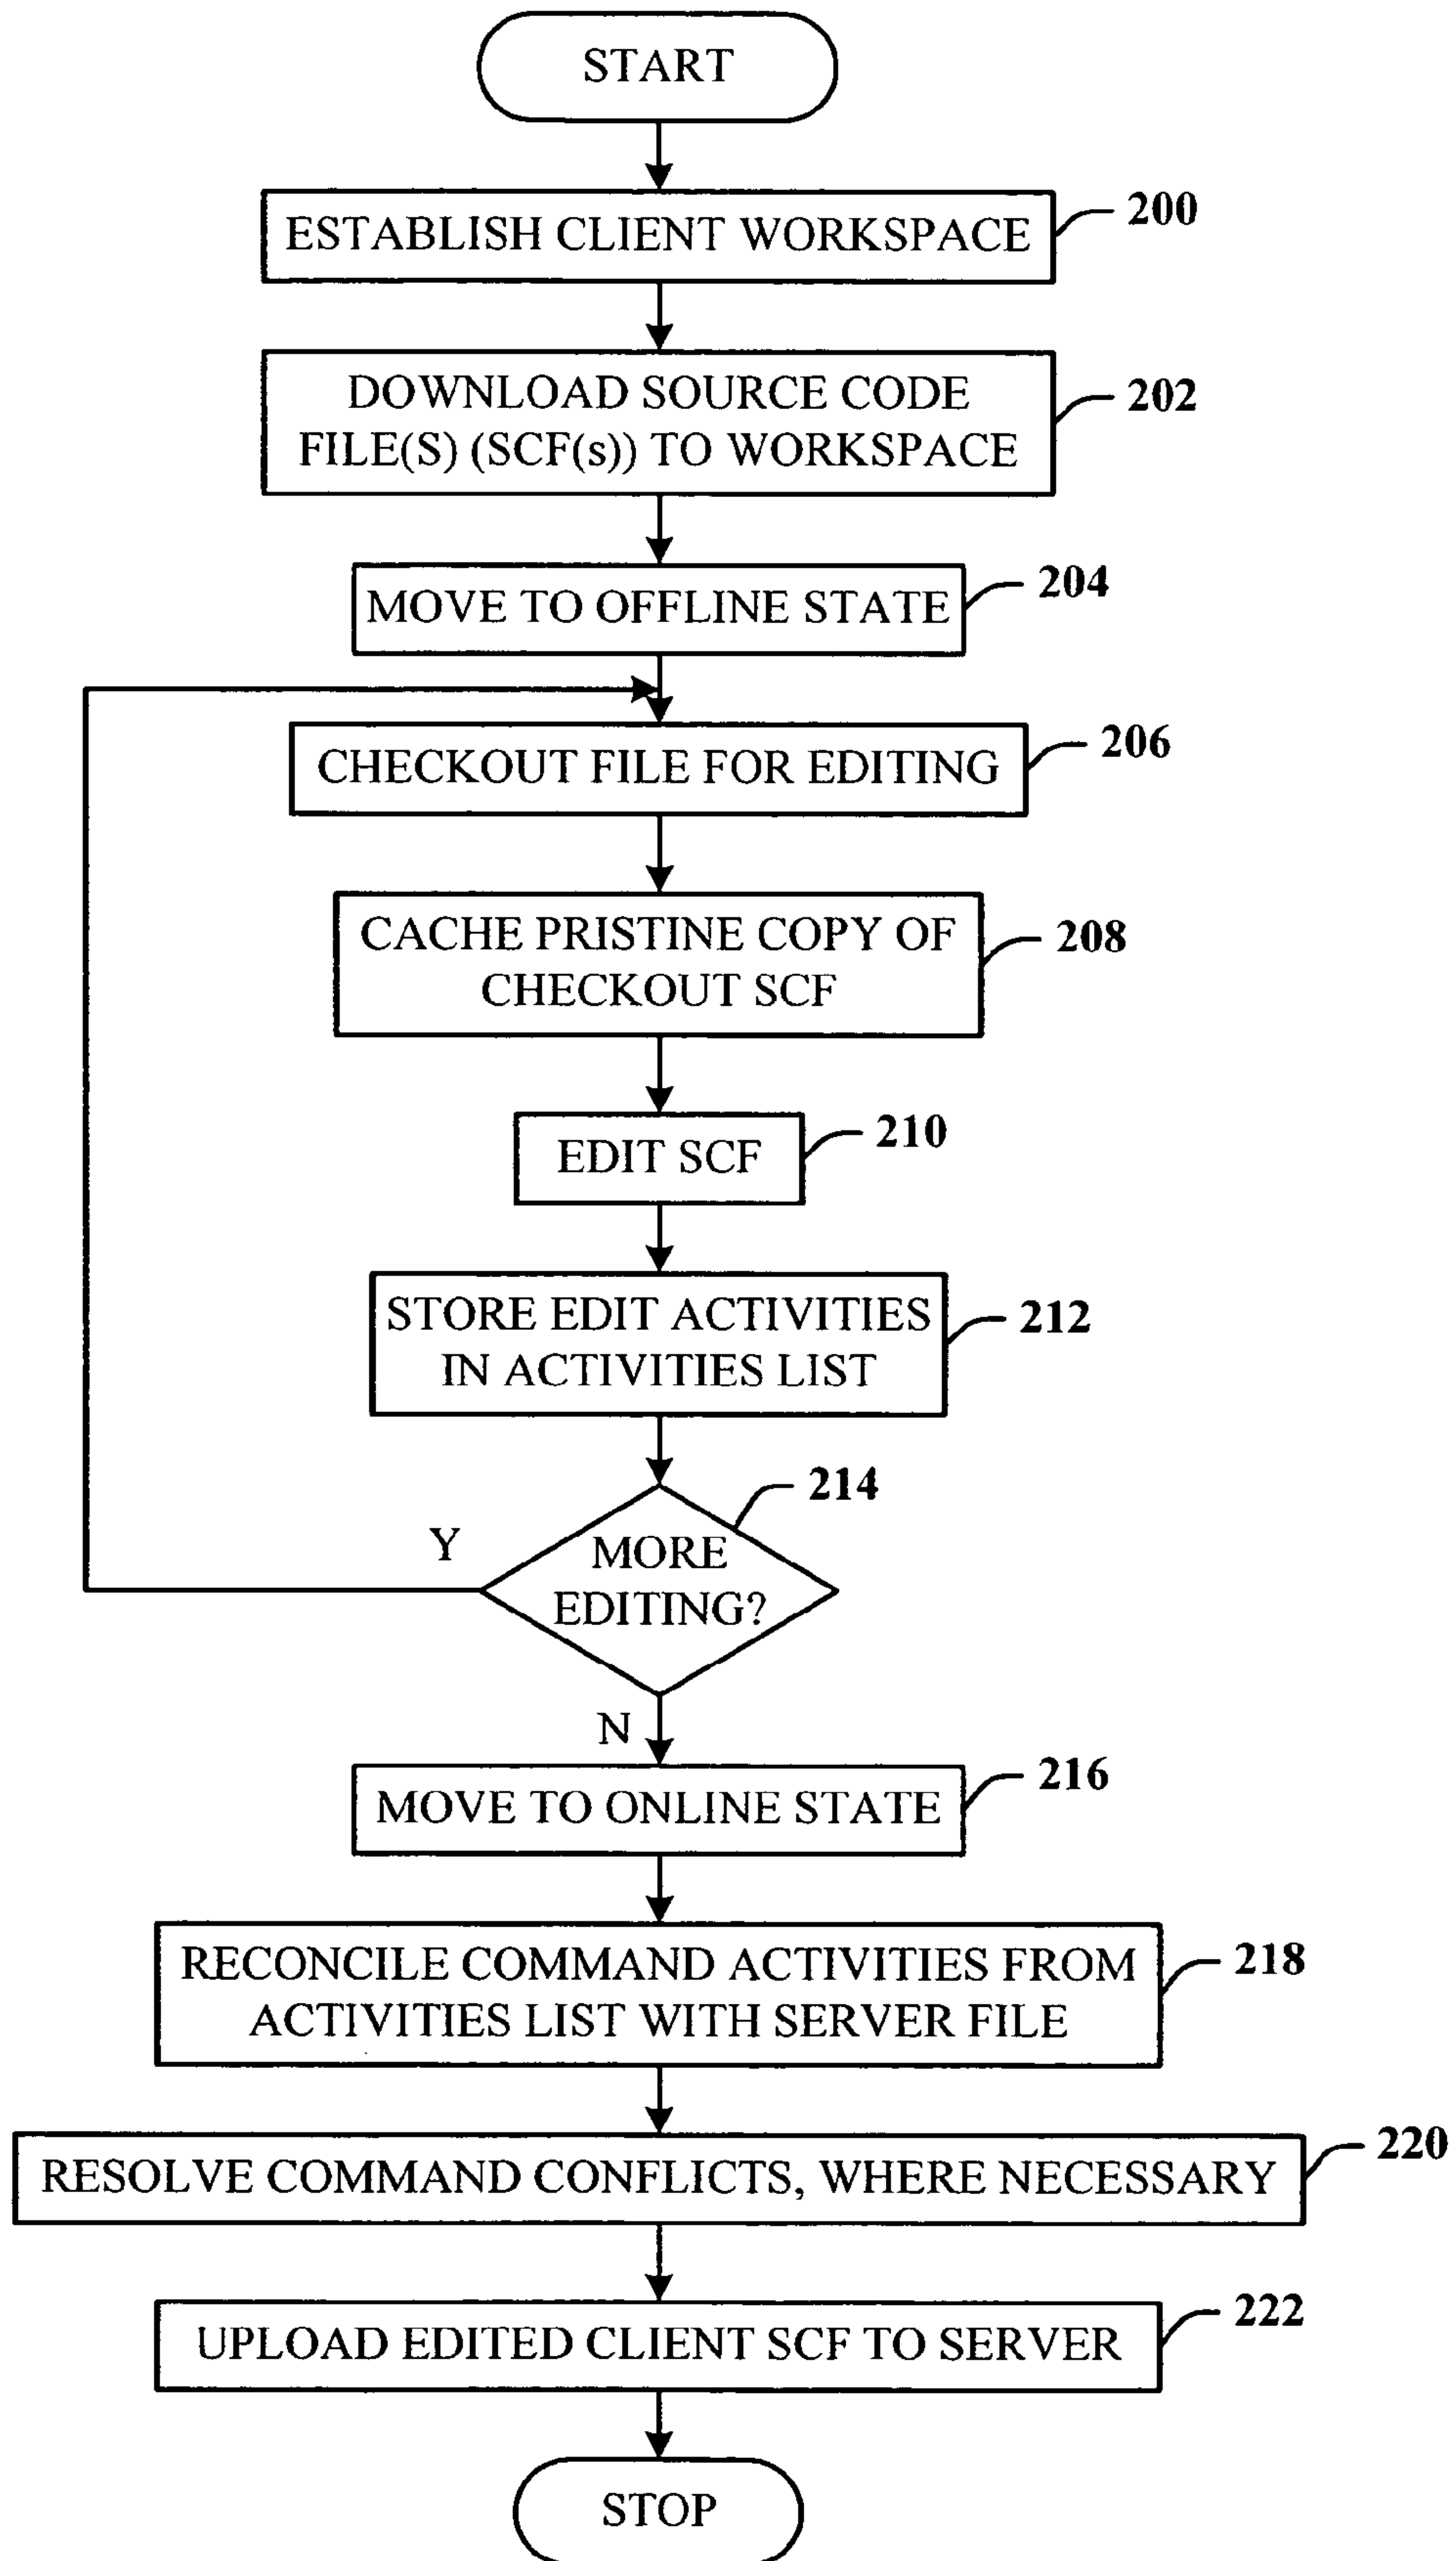 START
ESTABLISH CLIENT WORKSPACE
200
DOWNLOAD SOURCE CODE
FILE(S) (SCF(s)) TO WORKSPACE
202
MOVE TO OFFLINE STATE
204
CHECKOUT FILE FOR EDITING
206
CACHE PRISTINE COPY OF
CHECKOUT SCF
208
EDIT SCF
210
STORE EDIT ACTIVITIES
IN ACTIVITIES LIST
212
MORE
EDITING?
214
Y
N
MOVE TO ONLINE STATE
216
RECONCILE COMMAND ACTIVITIES FROM
ACTIVITIES LIST WITH SERVER FILE
218
RESOLVE COMMAND CONFLICTS, WHERE NECESSARY
220
UPLOAD EDITED CLIENT SCF TO SERVER
222
STOP